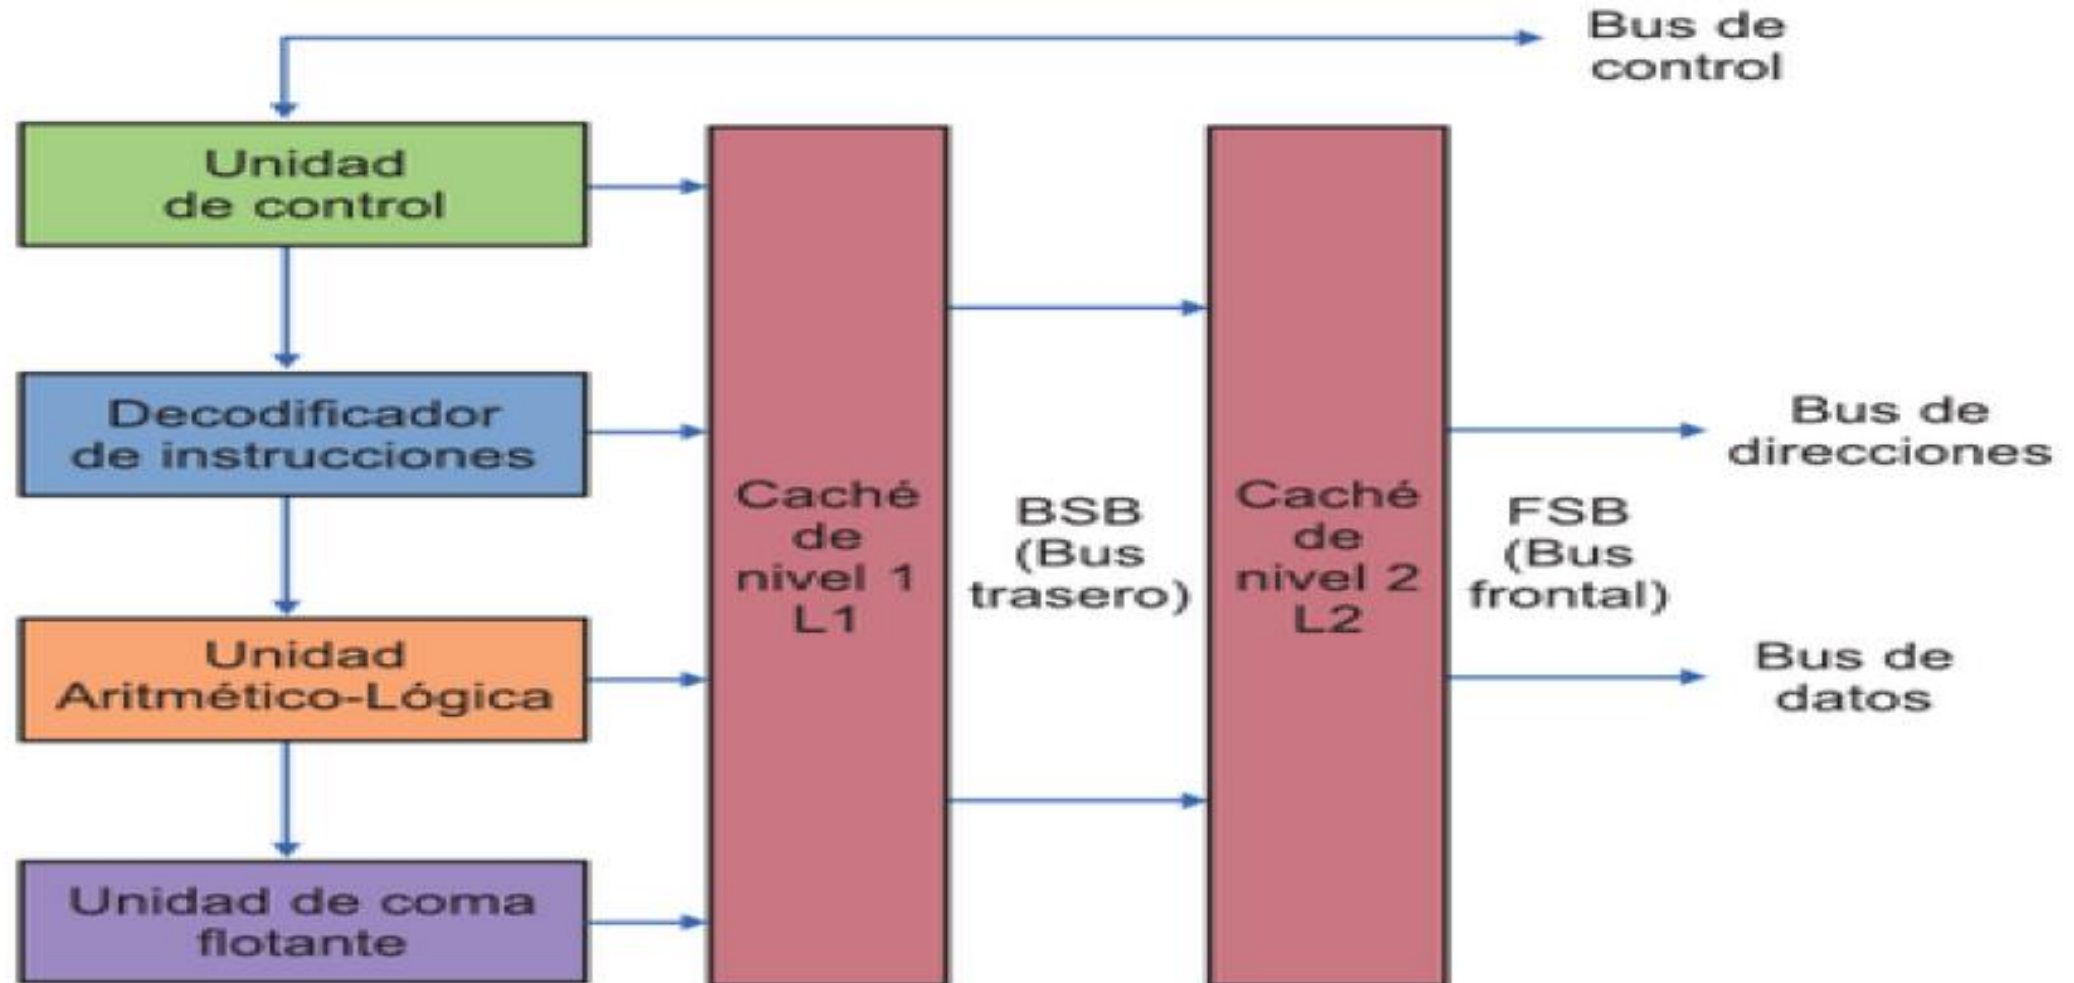 Bus de
control
Unidad
de control
Decodificador
de instrucciones
Unidad
Aritmético-Lógica
Unidad de coma
flotante
Caché
de
nivel 1
L1
BSB
(Bus
trasero)
Caché
de
nivel 2
L2
FSB
(Bus
frontal)
Bus de
direcciones
Bus de
datos